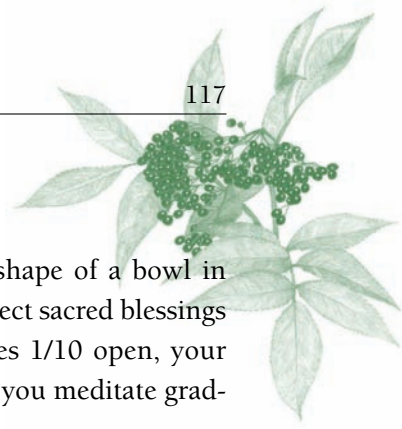 117
shape of a bowl in
ect sacred blessings
es 1/10 open, your
you meditate grad-